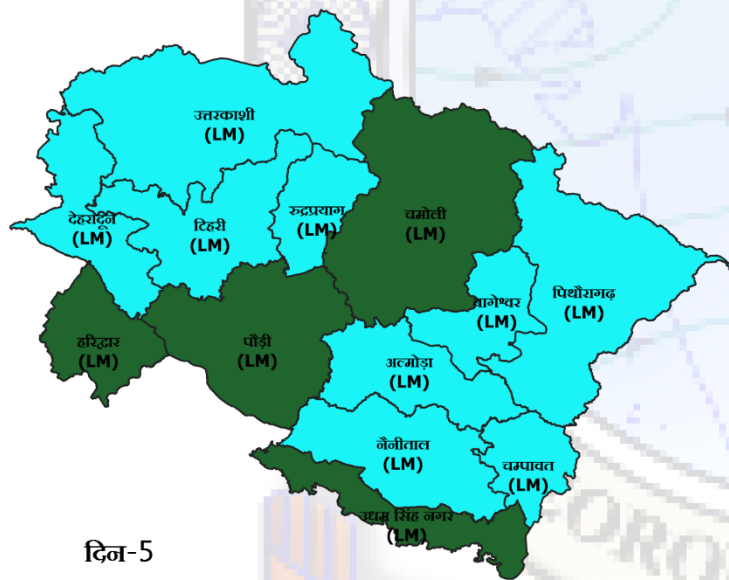 उत्तरकाशी
(LM)
देहरादून
(LM)
टिहरी
(LM)
रुद्रप्रयाग
(LM)
चमोली
(LM)
पिथौरागढ़
(LM)
बागेश्वर
(LM)
हरिद्वार
(LM)
पौड़ी
(LM)
अल्मोड़ा
(LM)
नैनीताल
(LM)
चम्पावत
(LM)
उधम सिंह नगर
(LM)
दिन-5